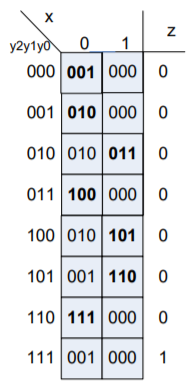 x
z
y2y1y0 0 1
000 001 000 0
001 010 000 0
010 010 011 0
011 100 000 0
100 010 101 0
101 001 110 0
110 111 000 0
111 001 000 1